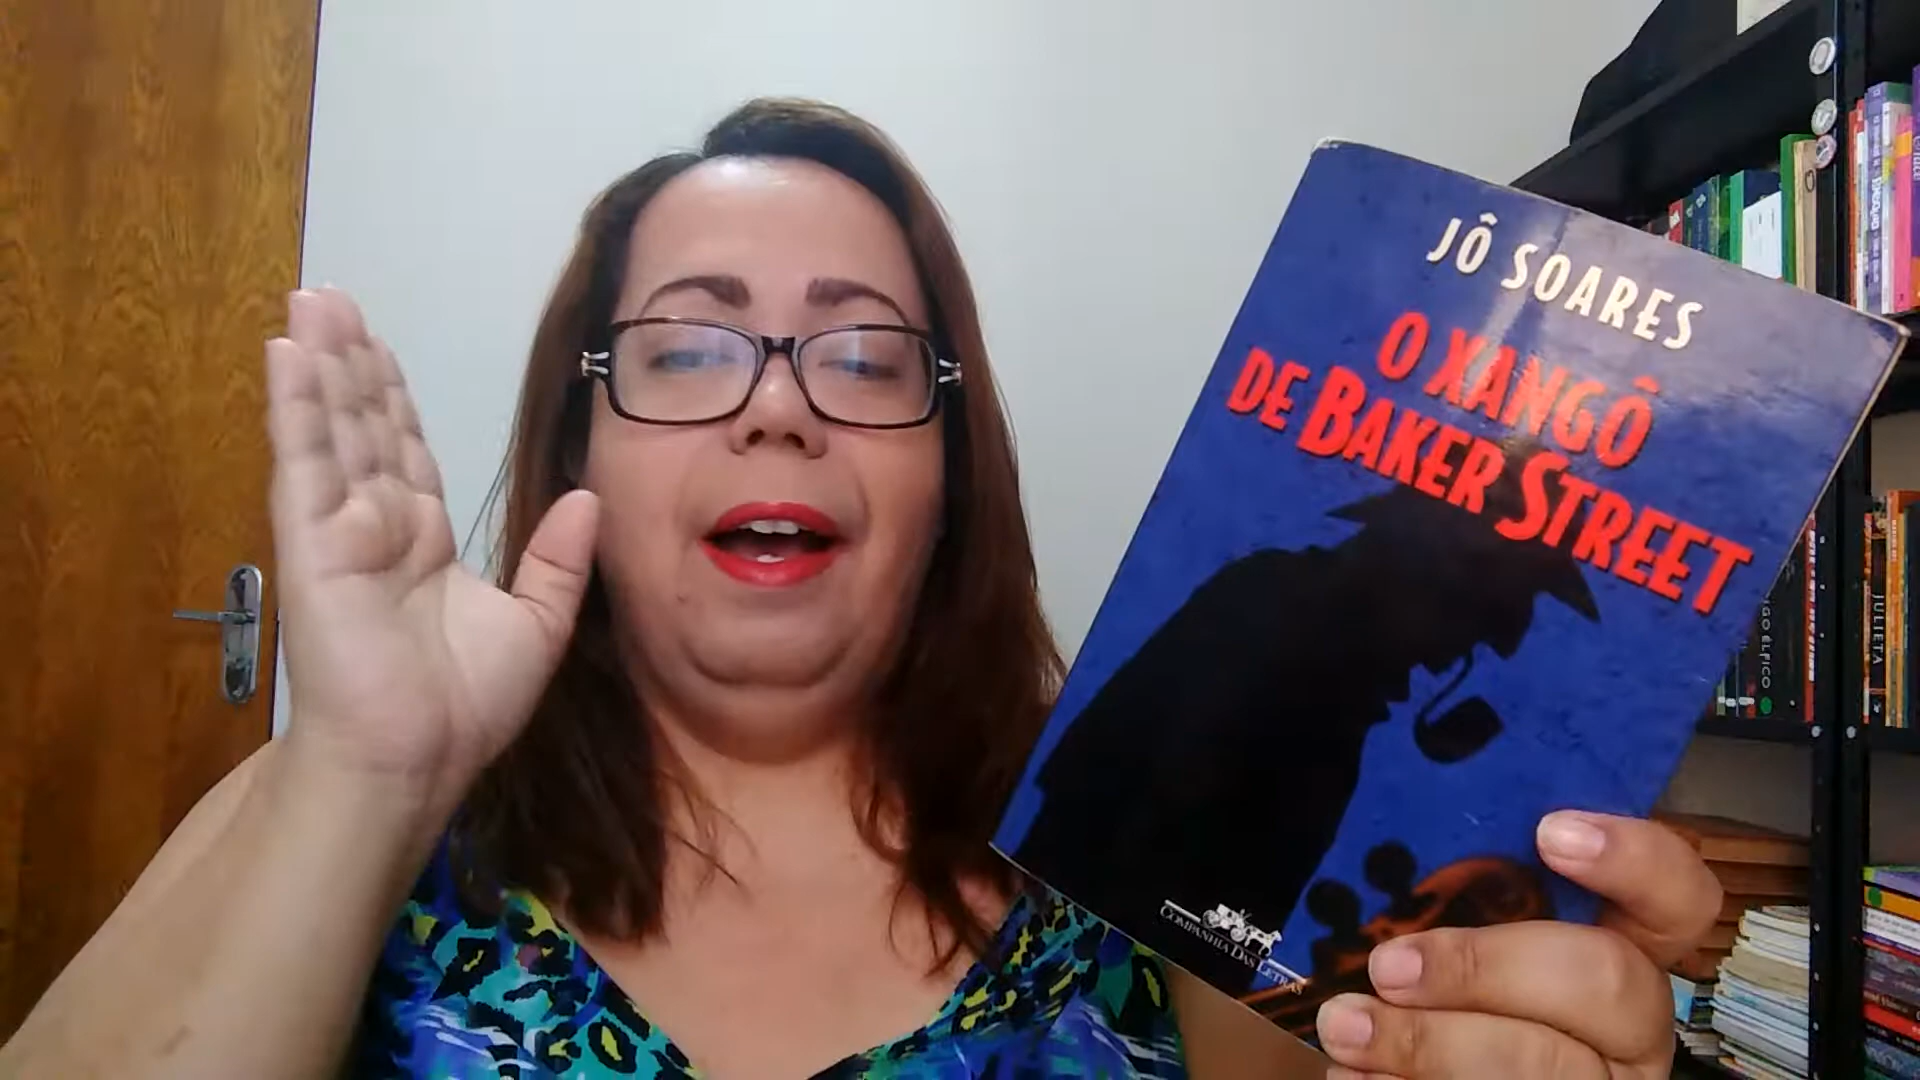 JÔ SOARES
O XANGÔ
DE BAKER STREET
COMPANHIA DAS LETRAS
JULIETA